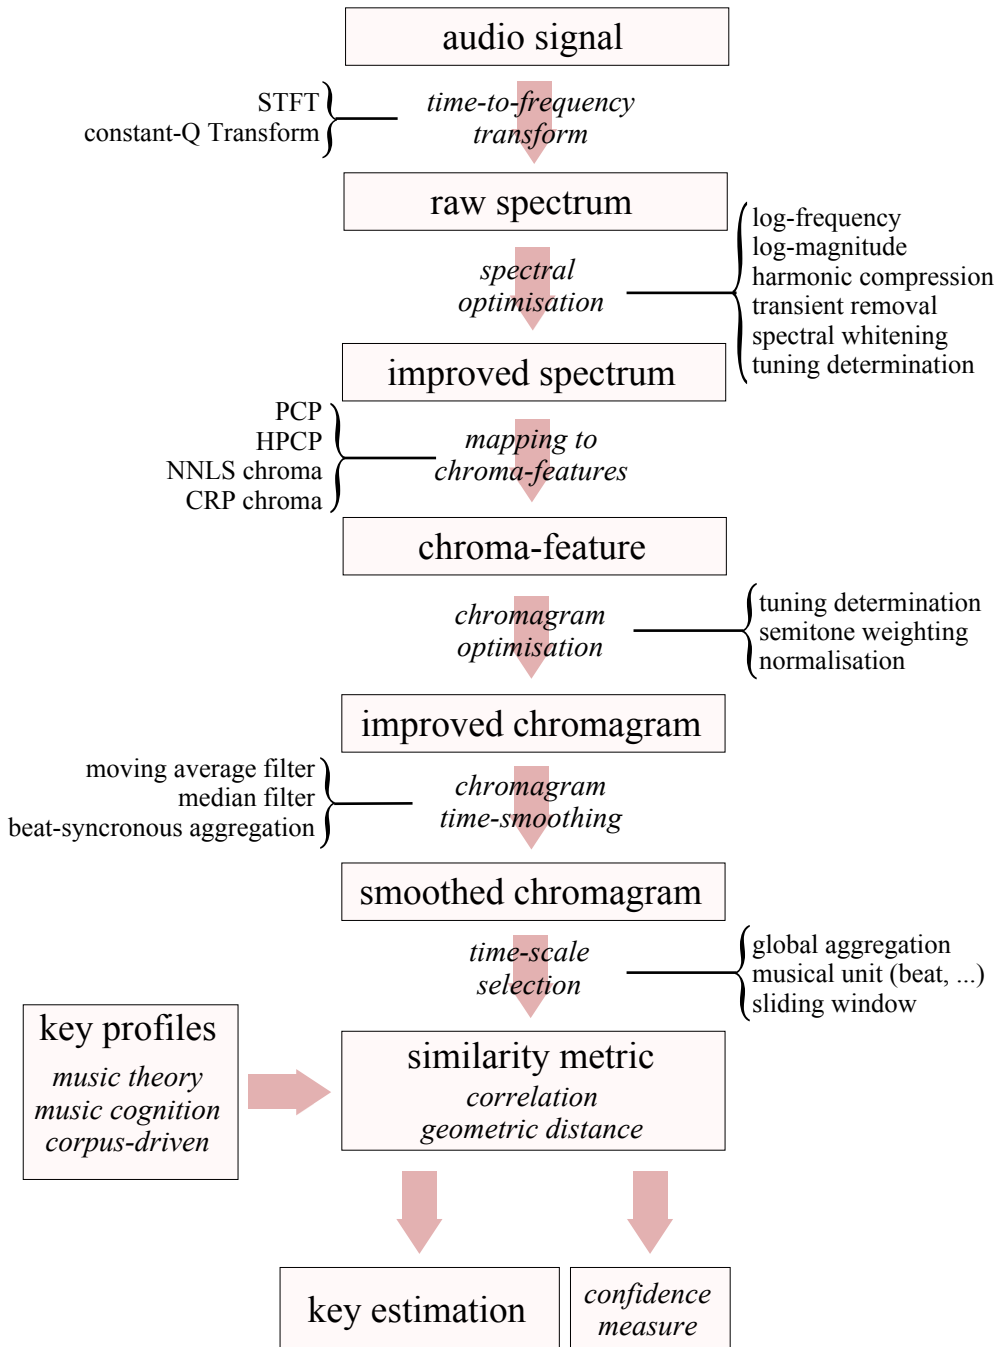 audio signal
STFT
constant-Q Transform
time-to-frequency
transform
raw spectrum
spectral
optimisation
log-frequency
log-magnitude
harmonic compression
transient removal
spectral whitening
tuning determination
improved spectrum
PCP
HPCP
NNLS chroma
CRP chroma
mapping to
chroma-features
chroma-feature
chromagram
optimisation
tuning determination
semitone weighting
normalisation
improved chromagram
moving average filter
median filter
beat-syncronous aggregation
chromagram
time-smoothing
smoothed chromagram
time-scale
selection
global aggregation
musical unit (beat, ...)
sliding window
key profiles
music theory
music cognition
corpus-driven
similarity metric
correlation
geometric distance
key estimation
confidence
measure